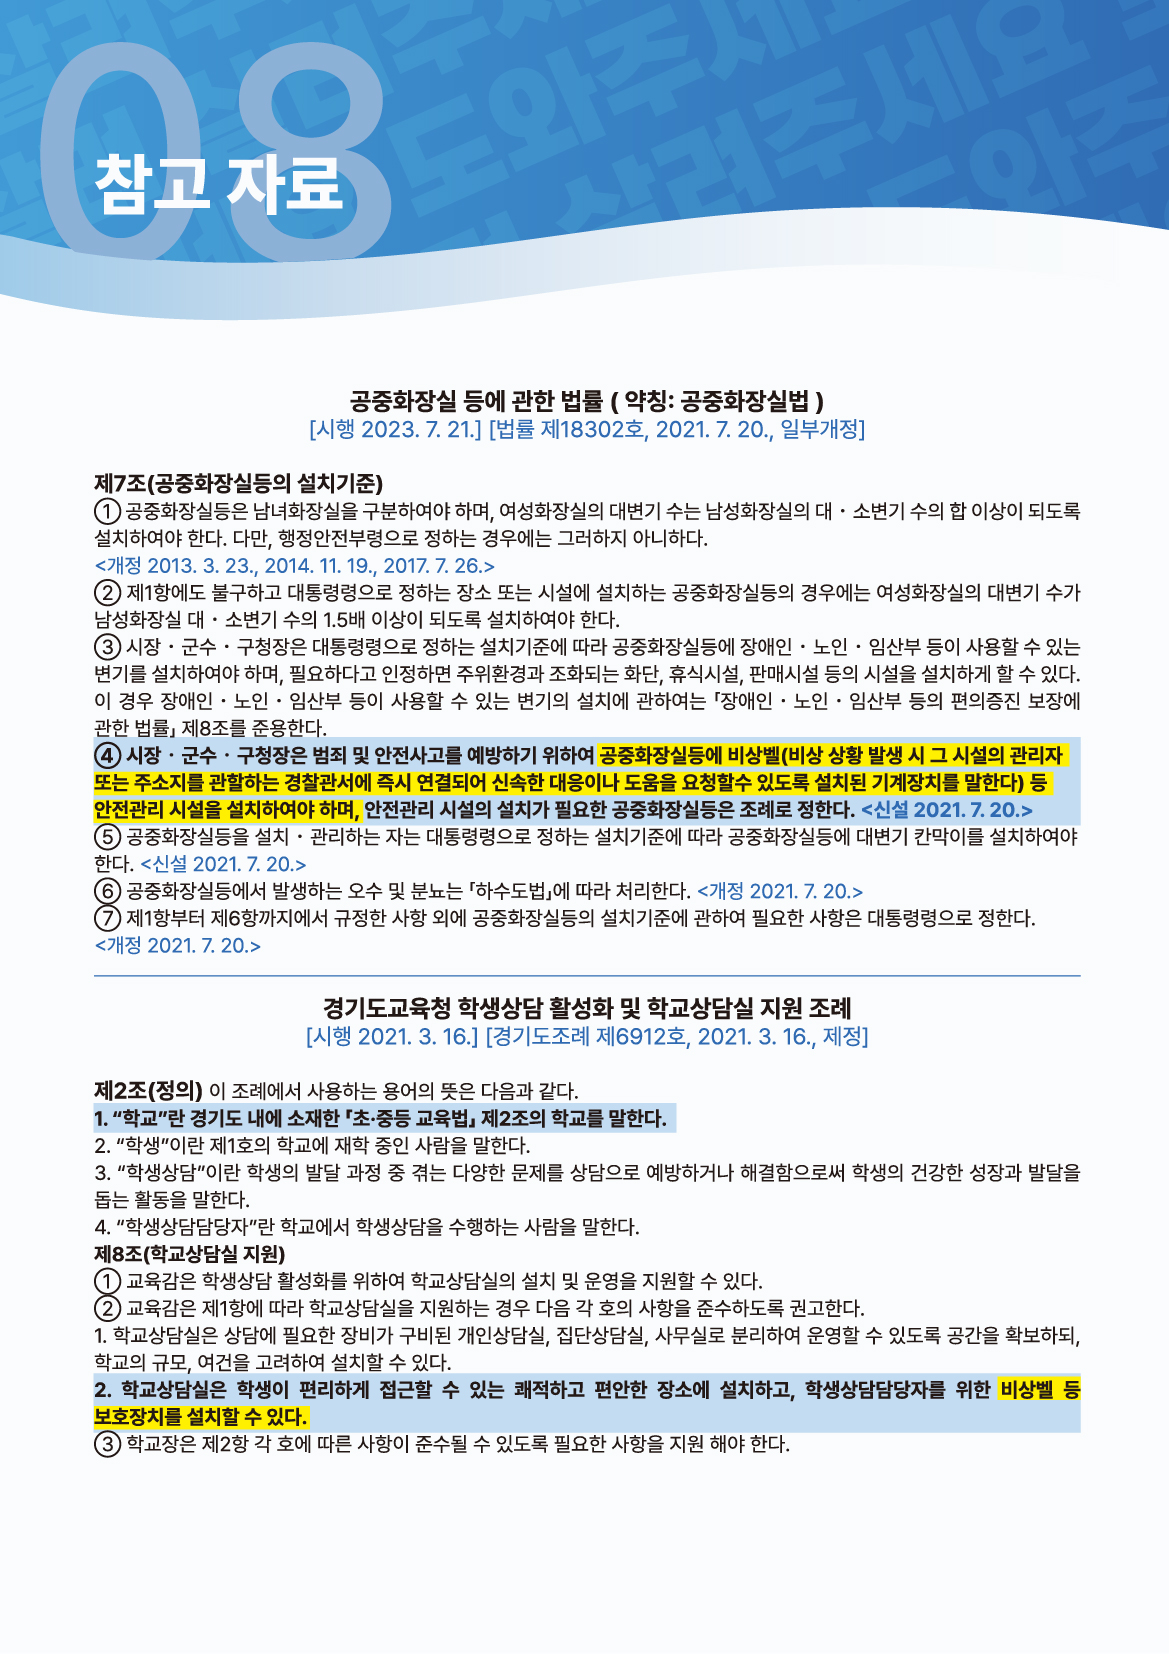 08
참고 자료
공중화장실 등에 관한 법률 ( 약칭: 공중화장실법 )
[시행 2023. 7. 21.] [법률 제18302호, 2021. 7. 20., 일부개정]
제7조(공중화장실등의 설치기준)
① 공중화장실등은 남녀화장실을 구분하여야 하며, 여성화장실의 대변기 수는 남성화장실의 대・소변기 수의 합 이상이 되도록
설치하여야 한다. 다만, 행정안전부령으로 정하는 경우에는 그러하지 아니하다.
<개정 2013. 3. 23., 2014. 11. 19., 2017. 7. 26.>
② 제1항에도 불구하고 대통령령으로 정하는 장소 또는 시설에 설치하는 공중화장실등의 경우에는 여성화장실의 대변기 수가
남성화장실 대・소변기 수의 1.5배 이상이 되도록 설치하여야 한다.
③ 시장・군수・구청장은 대통령령으로 정하는 설치기준에 따라 공중화장실등에 장애인・노인・임산부 등이 사용할 수 있는
변기를 설치하여야 하며, 필요하다고 인정하면 주위환경과 조화되는 화단, 휴식시설, 판매시설 등의 시설을 설치하게 할 수 있다.
이 경우 장애인・노인・임산부 등이 사용할 수 있는 변기의 설치에 관하여는 「장애인・노인・임산부 등의 편의증진 보장에
관한 법률」 제8조를 준용한다.
④ 시장・군수・구청장은 범죄 및 안전사고를 예방하기 위하여 공중화장실등에 비상벨(비상 상황 발생 시 그 시설의 관리자
또는 주소지를 관할하는 경찰관서에 즉시 연결되어 신속한 대응이나 도움을 요청할수 있도록 설치된 기계장치를 말한다) 등
안전관리 시설을 설치하여야 하며, 안전관리 시설의 설치가 필요한 공중화장실등은 조례로 정한다. <신설 2021. 7. 20.>
⑤ 공중화장실등을 설치・관리하는 자는 대통령령으로 정하는 설치기준에 따라 공중화장실등에 대변기 칸막이를 설치하여야
한다. <신설 2021. 7. 20.>
⑥ 공중화장실등에서 발생하는 오수 및 분뇨는 「하수도법」에 따라 처리한다. <개정 2021. 7. 20.>
⑦ 제1항부터 제6항까지에서 규정한 사항 외에 공중화장실등의 설치기준에 관하여 필요한 사항은 대통령령으로 정한다.
<개정 2021. 7. 20.>
경기도교육청 학생상담 활성화 및 학교상담실 지원 조례
[시행 2021. 3. 16.] [경기도조례 제6912호, 2021. 3. 16., 제정]
제2조(정의) 이 조례에서 사용하는 용어의 뜻은 다음과 같다.
1. “학교”란 경기도 내에 소재한 「초·중등 교육법」 제2조의 학교를 말한다.
2. “학생”이란 제1호의 학교에 재학 중인 사람을 말한다.
3. “학생상담”이란 학생의 발달 과정 중 겪는 다양한 문제를 상담으로 예방하거나 해결함으로써 학생의 건강한 성장과 발달을
돕는 활동을 말한다.
4. “학생상담담당자”란 학교에서 학생상담을 수행하는 사람을 말한다.
제8조(학교상담실 지원)
① 교육감은 학생상담 활성화를 위하여 학교상담실의 설치 및 운영을 지원할 수 있다.
② 교육감은 제1항에 따라 학교상담실을 지원하는 경우 다음 각 호의 사항을 준수하도록 권고한다.
1. 학교상담실은 상담에 필요한 장비가 구비된 개인상담실, 집단상담실, 사무실로 분리하여 운영할 수 있도록 공간을 확보하되,
학교의 규모, 여건을 고려하여 설치할 수 있다.
2. 학교상담실은 학생이 편리하게 접근할 수 있는 쾌적하고 편안한 장소에 설치하고, 학생상담담당자를 위한 비상벨 등
보호장치를 설치할 수 있다.
③ 학교장은 제2항 각 호에 따른 사항이 준수될 수 있도록 필요한 사항을 지원 해야 한다.